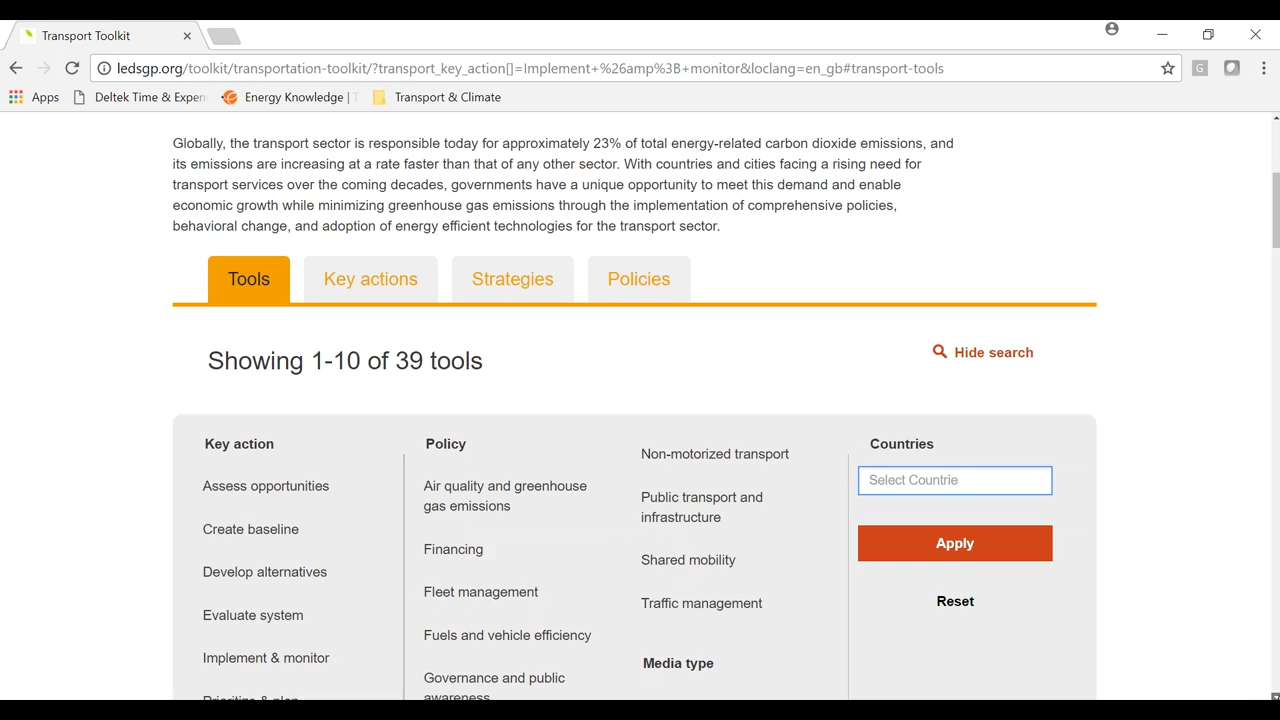 Transport Toolkit
ledsgp.org/toolkit/transportation-toolkit/?transport_key_action[]=Implement+%26amp%3B+monitor&loclang=en_gb#transport-tools
Apps Deltek Time & Expen Energy Knowledge | T Transport & Climate
Globally, the transport sector is responsible today for approximately 23% of total energy-related carbon dioxide emissions, and
its emissions are increasing at a rate faster than that of any other sector. With countries and cities facing a rising need for
transport services over the coming decades, governments have a unique opportunity to meet this demand and enable
economic growth while minimizing greenhouse gas emissions through the implementation of comprehensive policies,
behavioral change, and adoption of energy efficient technologies for the transport sector.
Tools Key actions Strategies Policies
Showing 1-10 of 39 tools
Hide search
Key action
Assess opportunities
Create baseline
Develop alternatives
Evaluate system
Implement & monitor
Prioritize & plan
Policy
Air quality and greenhouse
gas emissions
Financing
Fleet management
Fuels and vehicle efficiency
Governance and public
awareness
Non-motorized transport
Public transport and
infrastructure
Shared mobility
Traffic management
Media type
Countries
Select Countrie
Apply
Reset